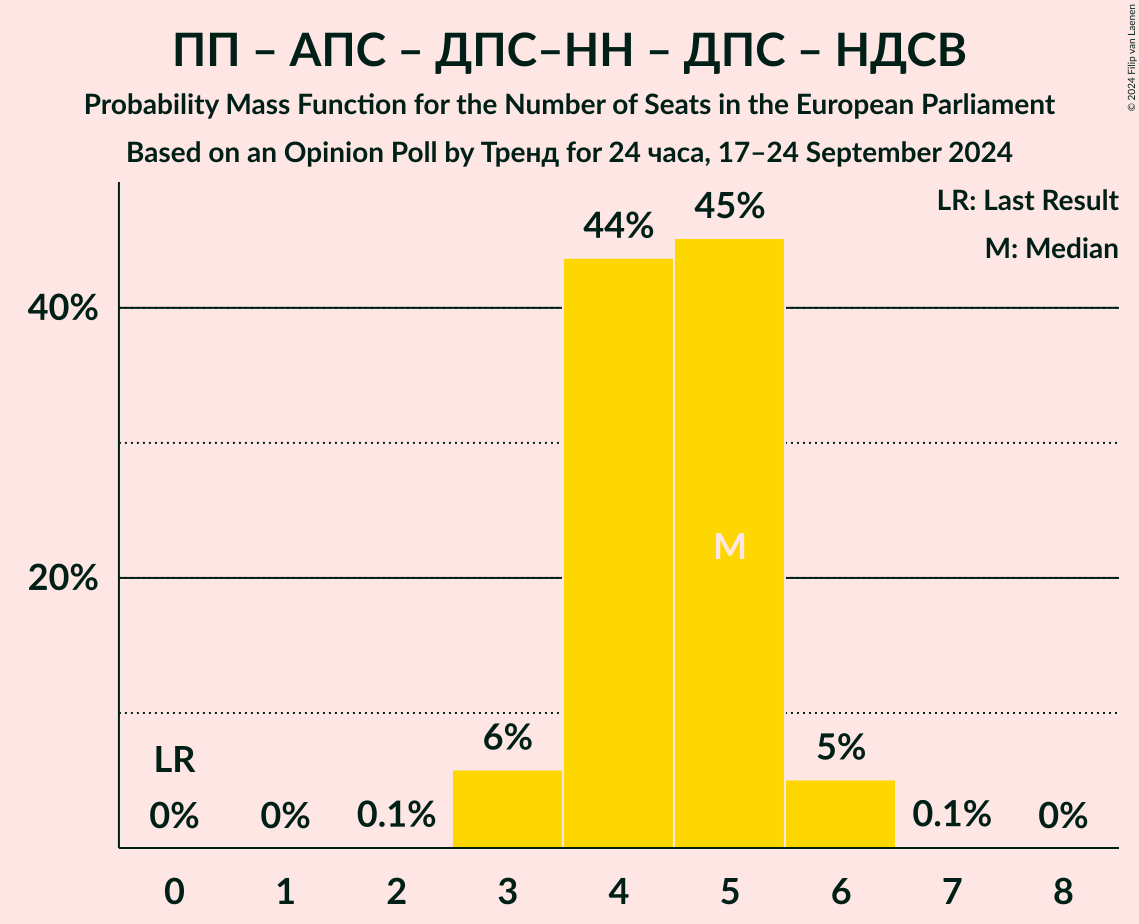 ПП – АПС – ДПС–НН – ДПС – НДСВ
Probability Mass Function for the Number of Seats in the European Parliament
Based on an Opinion Poll by Тренд for 24 часа, 17–24 September 2024
© 2024 Filip van Laenen
LR: Last Result
M: Median
45%
44%
40%
M
20%
6%
5%
LR
0%
0%
0.1%
0.1%
0%
0
1
2
3
4
5
6
7
8